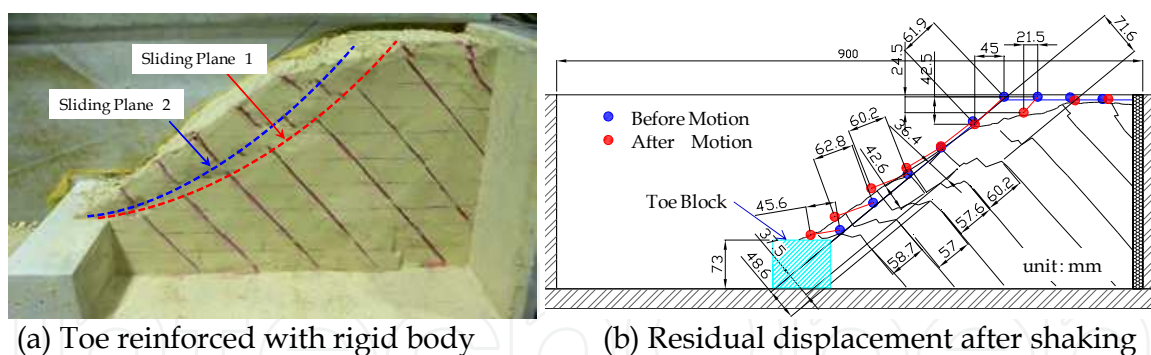 Sliding Plane 1
Sliding Plane 2
61.9
71.6
24.5
42.5
45
21.5
900
Before Motion
After Motion
60.2
36.4
62.8
42.6
Toe Block
45.6
60.2
57.6
57
58.7
73
48.6
unit: mm
(a) Toe reinforced with rigid body
(b) Residual displacement after shaking